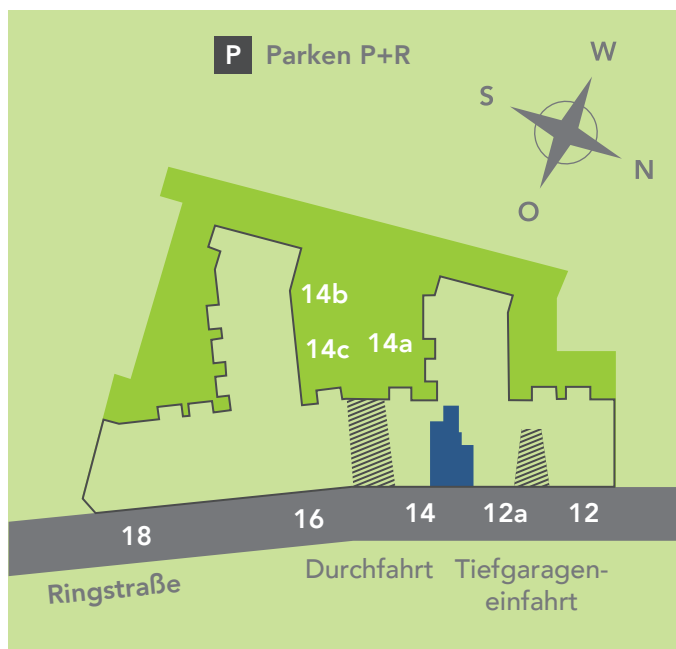 P Parken P+R
W
S
N
O
14b
14c 14a
18 16 14 12a 12
Durchfahrt Tiefgaragen-
einfahrt
Ringstraße